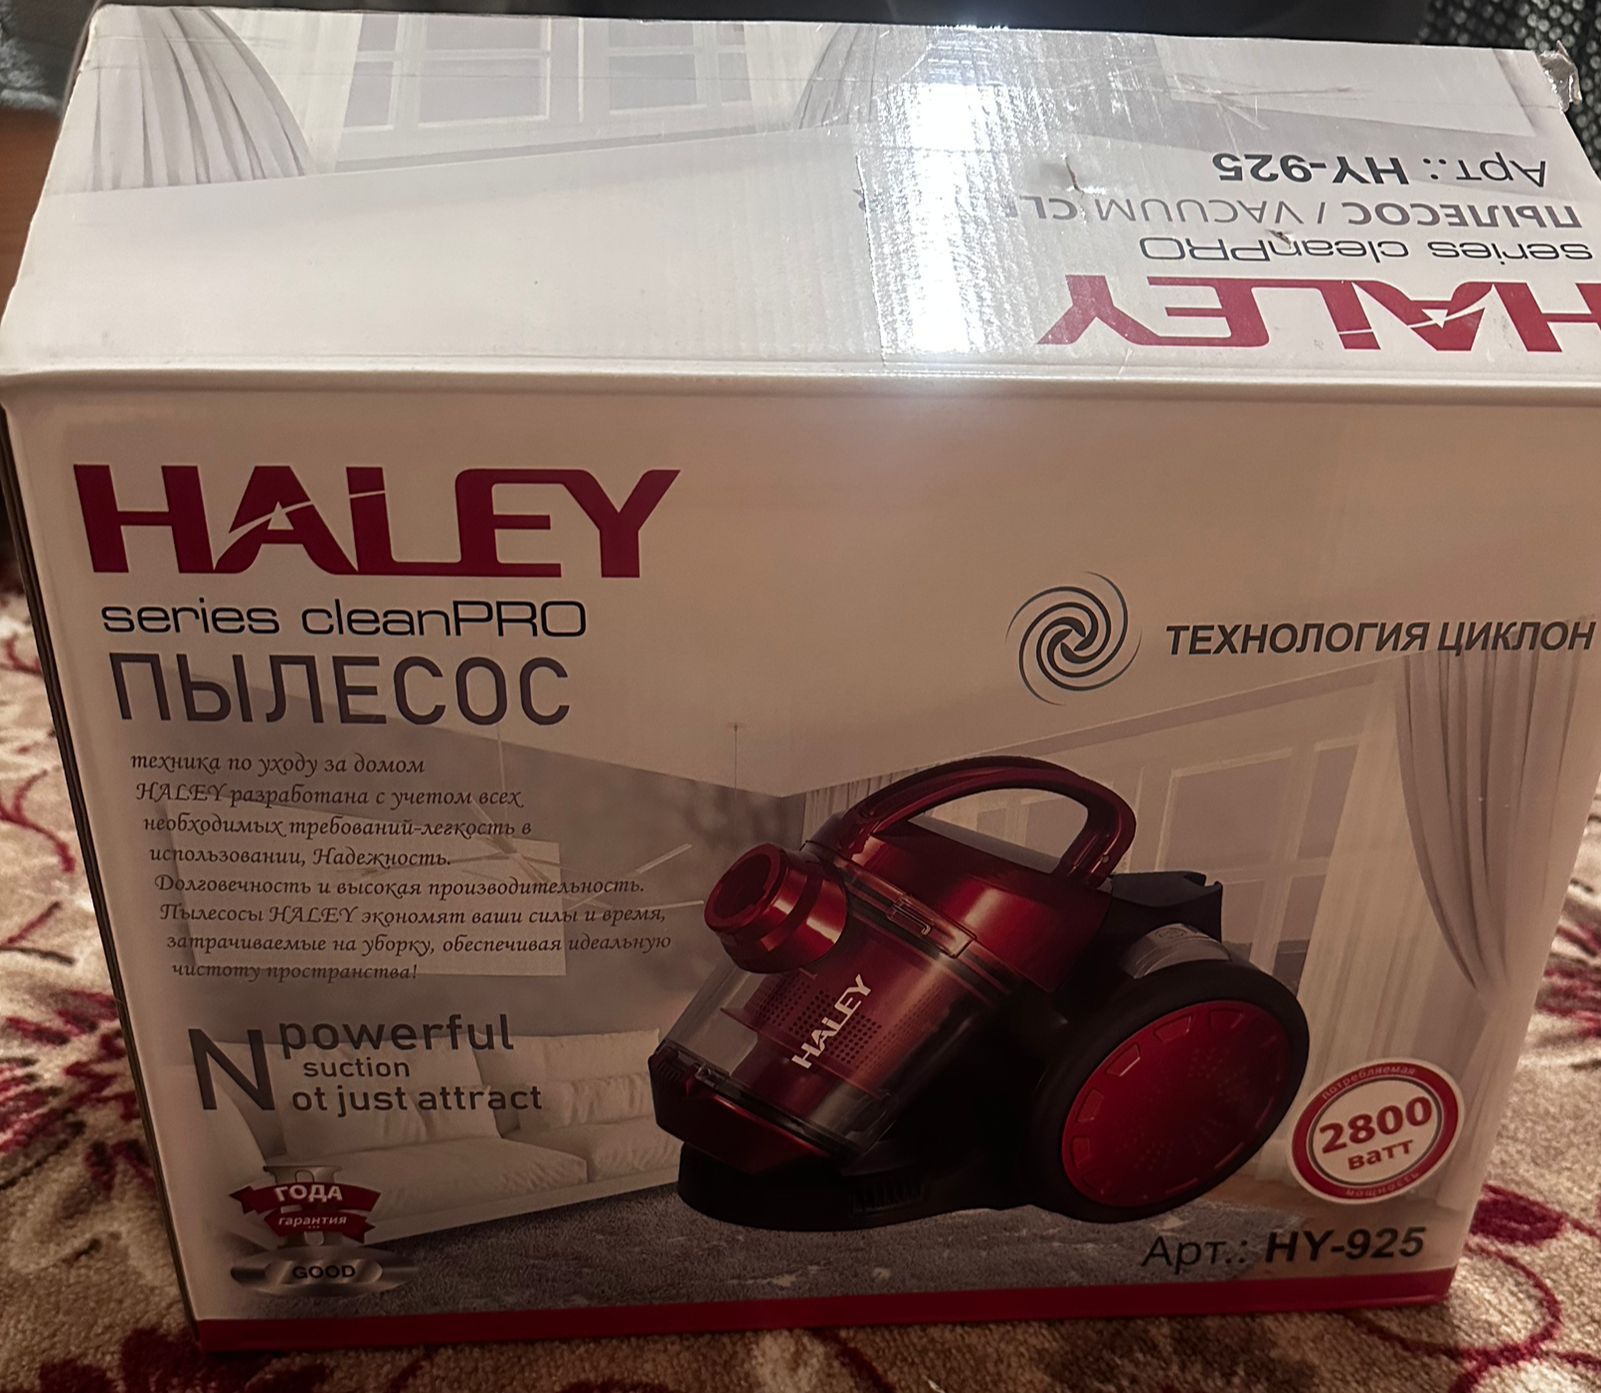 Арт.: HY-925
ПЫЛЕСОС / VACUUM
series cleanPRO
HALEY
HALEY
series cleanPRO
ПЫЛЕСОС
ТЕХНОЛОГИЯ ЦИКЛОН
техника по уходу за домом
HALEY разработана с учетом всех
необходимых требований-легкость в
использовании, Надежность.
Долговечность и высокая производительность.
Пылесосы HALEY экономят ваши силы и время,
затрачиваемые на уборку, обеспечивая идеальную
чистоту пространства!
powerful
suction
Not just attract
HALEY
ГОДА
гарантия
GOOD
потребляемая
2800
ватт
мощность
Арт.: HY-925